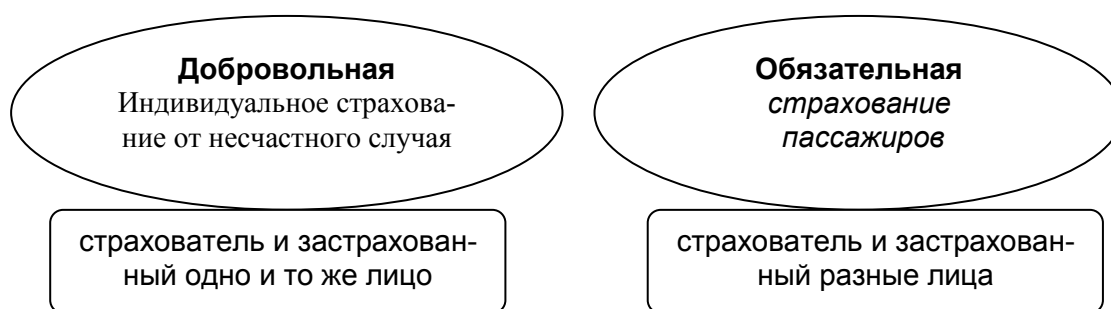 Добровольная
Индивидуальное страхова-
ние от несчастного случая
страхователь и застрахован-
ный одно и то же лицо
Обязательная
страхование
пассажиров
страхователь и застрахован-
ный разные лица